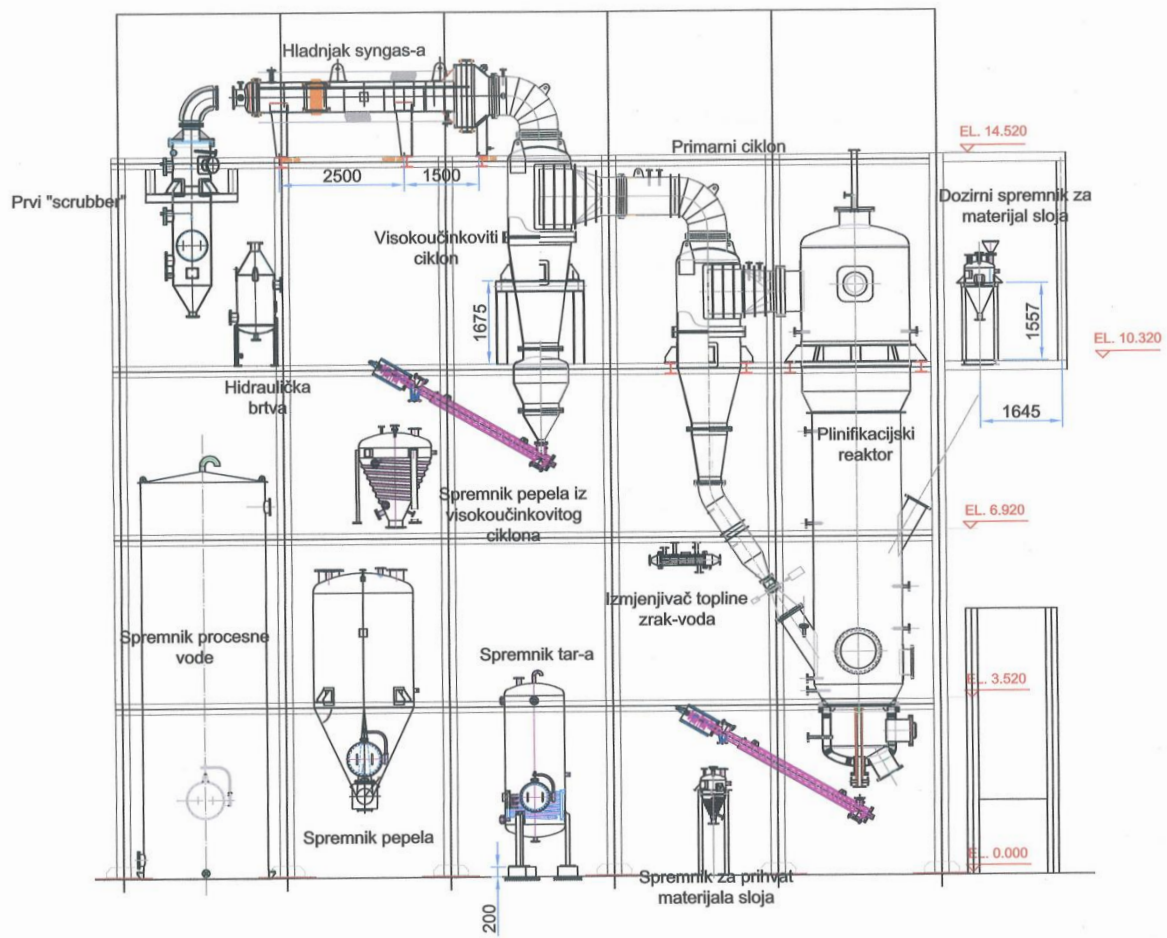 Hladnjak syngas-a
EL. 14.520
Primarni ciklon
2500
1500
Dozirni spremnik za
materijal sloja
Prvi "scrubber"
Visokoučinkoviti
ciklon
1675
1557
EL. 10.320
Hidraulička
brtva
1645
Plinifikacijski
reaktor
Spremnik pepela iz
visokoučinkovitog
ciklona
EL. 6.920
Izmjenjivač topline
zrak-voda
Spremnik procesne
vode
Spremnik tar-a
EL. 3.520
Spremnik pepela
EL. 0.000
Spremnik za prihvat
materijala sloja
200